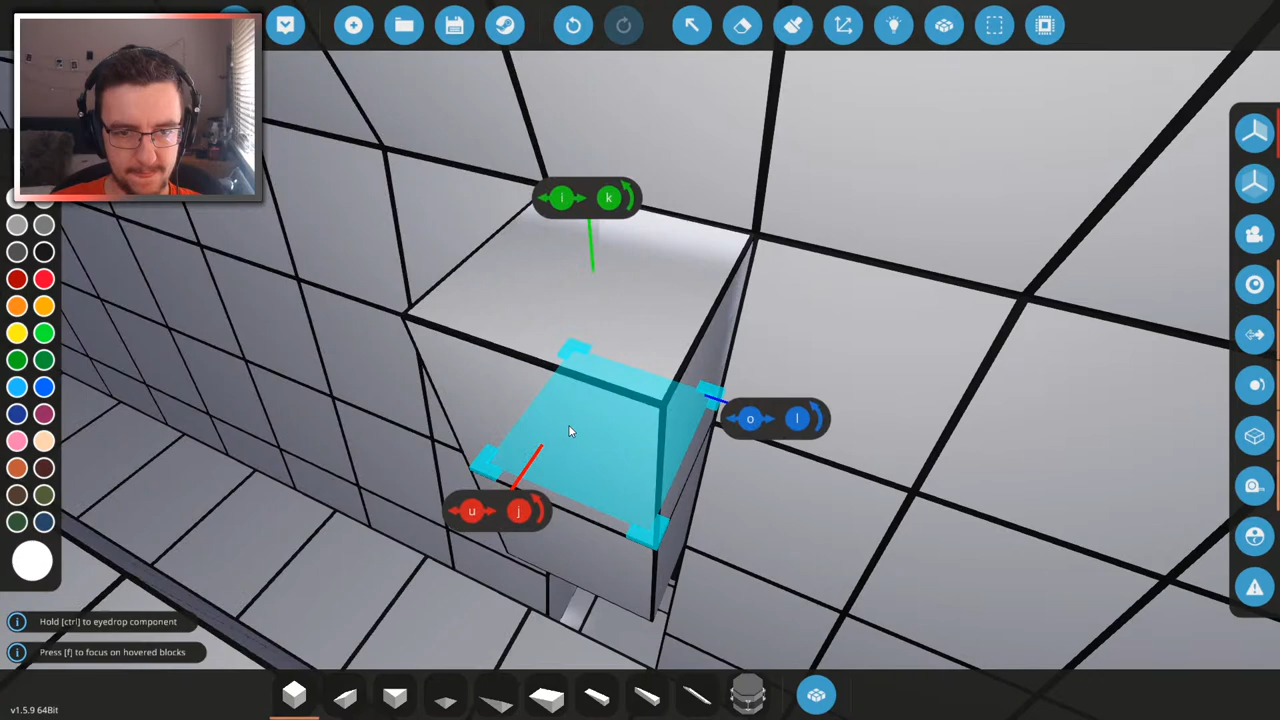 i k
o l
u j
Hold [ctrl] to eyedrop component
Press [f] to focus on hovered blocks
v1.5.9 64Bit